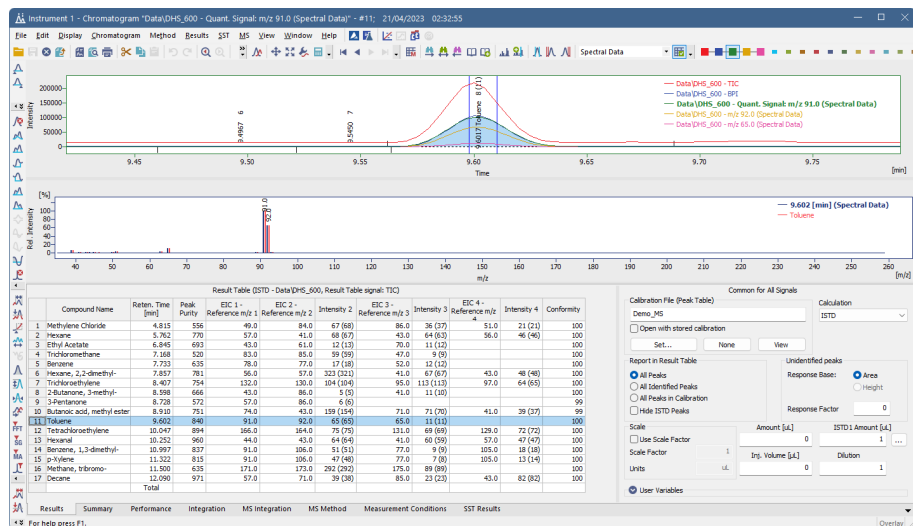 Instrument 1 - Chromatogram "Data\DHS_600 - Quant. Signal: m/z 91.0 (Spectral Data)" - #11; 21/04/2023 02:32:55
File Edit Display Chromatogram Method Results SST MS View Window Help
Spectral Data
Intensity
200000
150000
100000
50000
0
9.4967 6
9.5450 7
9.6017 Toluene 8 (11)
Data\DHS_600 - TIC
Data\DHS_600 - BPI
Data\DHS_600 - Quant. Signal: m/z 91.0 (Spectral Data)
Data\DHS_600 - m/z 92.0 (Spectral Data)
Data\DHS_600 - m/z 65.0 (Spectral Data)
9.45 9.50 9.55 9.60 9.65 9.70 9.75
Time [min]
[%]
Rel. Intensity
100
80
60
40
20
0
91.0
92.0
9.602 [min] (Spectral Data)
Toluene
40 50 60 70 80 90 100 110 120 130 140 150 160 170 180 190 200 210 220 230 240 250 260
m/z [m/z]
Result Table (ISTD - Data\DHS_600, Result Table signal: TIC)
Compound Name Reten. Time [min] Peak Purity EIC 1 - Reference m/z 1 EIC 2 - Reference m/z 2 Intensity 2 EIC 3 - Reference m/z 3 Intensity 3 EIC 4 - Reference m/z 4 Intensity 4 Conformity
1 Methylene Chloride 4.815 556 49.0 84.0 67 (68) 86.0 36 (37) 51.0 21 (21) 100
2 Hexane 5.762 770 57.0 41.0 68 (67) 43.0 64 (63) 56.0 46 (46) 100
3 Ethyl Acetate 6.845 693 43.0 61.0 12 (13) 70.0 11 (12) 100
4 Trichloromethane 7.168 520 83.0 85.0 59 (59) 47.0 9 (9) 100
5 Benzene 7.733 635 78.0 77.0 17 (18) 52.0 12 (12) 100
6 Hexane, 2,2-dimethyl- 7.857 781 56.0 57.0 323 (321) 41.0 67 (67) 43.0 48 (48) 100
7 Trichloroethylene 8.407 754 132.0 130.0 104 (104) 95.0 113 (113) 97.0 64 (65) 100
8 2-Butanone, 3-methyl- 8.598 666 43.0 86.0 5 (5) 41.0 11 (10) 100
9 3-Pentanone 8.728 572 57.0 86.0 6 (6) 99
10 Butanoic acid, methyl ester 8.910 751 74.0 43.0 159 (154) 71.0 71 (70) 41.0 39 (37) 99
11 Toluene 9.602 840 91.0 92.0 65 (65) 65.0 11 (11) 100
12 Tetrachloroethylene 10.047 894 166.0 164.0 75 (75) 131.0 69 (69) 129.0 72 (72) 100
13 Hexanal 10.252 960 44.0 43.0 64 (64) 41.0 60 (59) 57.0 47 (47) 100
14 Benzene, 1,3-dimethyl- 10.997 837 91.0 106.0 51 (51) 77.0 9 (9) 105.0 18 (18) 100
15 p-Xylene 11.322 815 91.0 106.0 47 (48) 77.0 7 (8) 105.0 13 (14) 100
16 Methane, tribromo- 11.500 635 171.0 173.0 292 (292) 175.0 89 (89) 100
17 Decane 12.090 971 57.0 71.0 39 (38) 85.0 23 (23) 43.0 82 (82) 100
Total
Common for All Signals
Calibration File (Peak Table)
Calculation
Demo_MS
ISTD
Open with stored calibration
Set... None View
Report in Result Table
Unidentified peaks
All Peaks
All Identified Peaks
All Peaks in Calibration
Hide ISTD Peaks
Response Base: Area
Height
Response Factor 0
Scale
Use Scale Factor
Scale Factor 1
Units uL
Amount [uL] ISTD1 Amount [uL]
0 1 ...
Inj. Volume [µL] Dilution
0 1
User Variables
Results Summary Performance Integration MS Integration MS Method Measurement Conditions SST Results
For help press F1.
Overlay